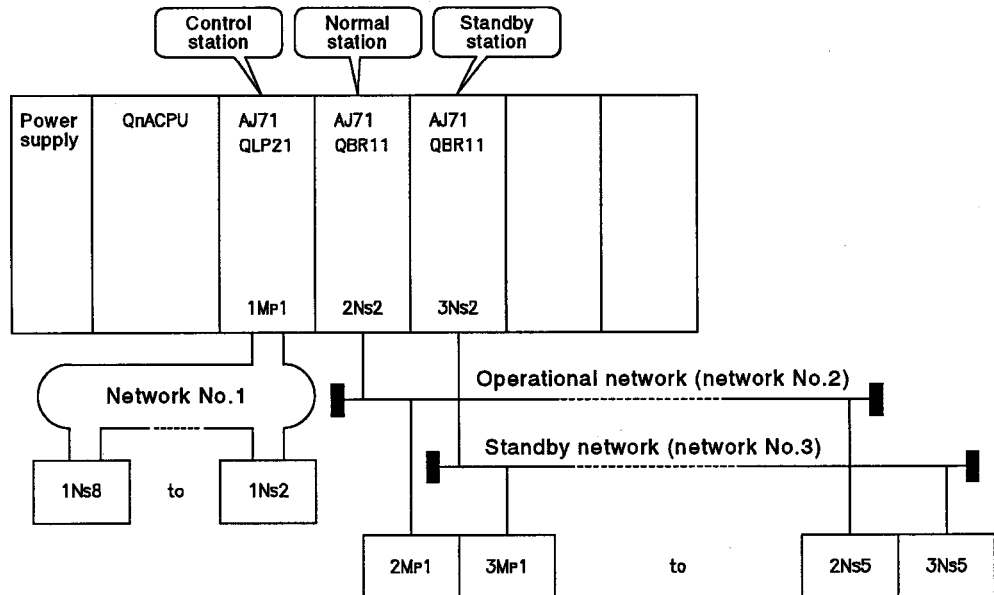 Control
station
Normal
station
Standby
station
Power
supply
QnACPU
AJ71
QLP21
AJ71
QBR11
AJ71
QBR11
1MP1
2NS2
3NS2
Network No.1
Operational network (network No.2)
Standby network (network No.3)
1NS8
to
1NS2
2MP1
3MP1
to
2NS5
3NS5